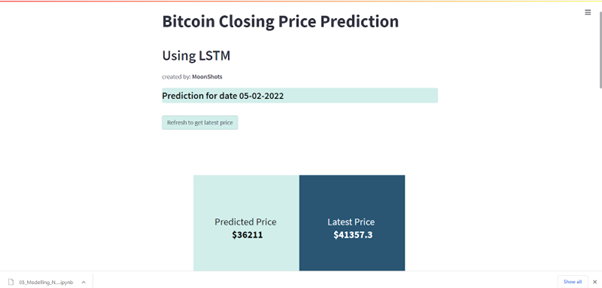 Bitcoin Closing Price Prediction
Using LSTM
created by: MoonShots
Prediction for date 05-02-2022
Refresh to get latest price
Predicted Price
$36211
Latest Price
$41357.3
03_Modelling_N....ipynb
Show all